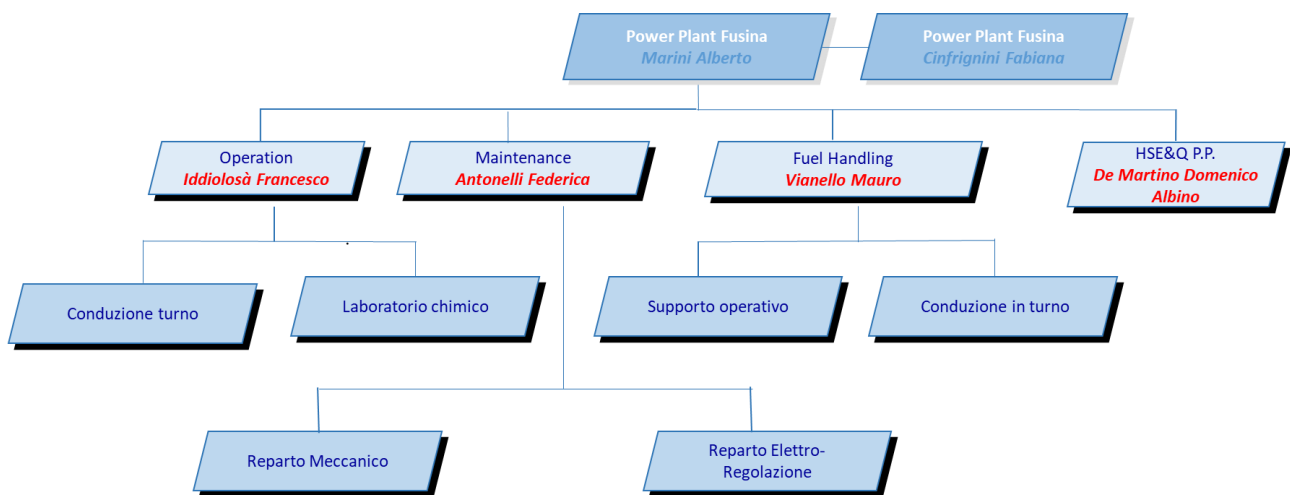 Power Plant Fusina
Marini Alberto
Power Plant Fusina
Cinfrignini Fabiana
Operation
Iddiolosà Francesco
Maintenance
Antonelli Federica
Fuel Handling
Vianello Mauro
HSE&Q P.P.
De Martino Domenico
Albino
Conduzione turno
Laboratorio chimico
Supporto operativo
Conduzione in turno
Reparto Meccanico
Reparto Elettro-
Regolazione